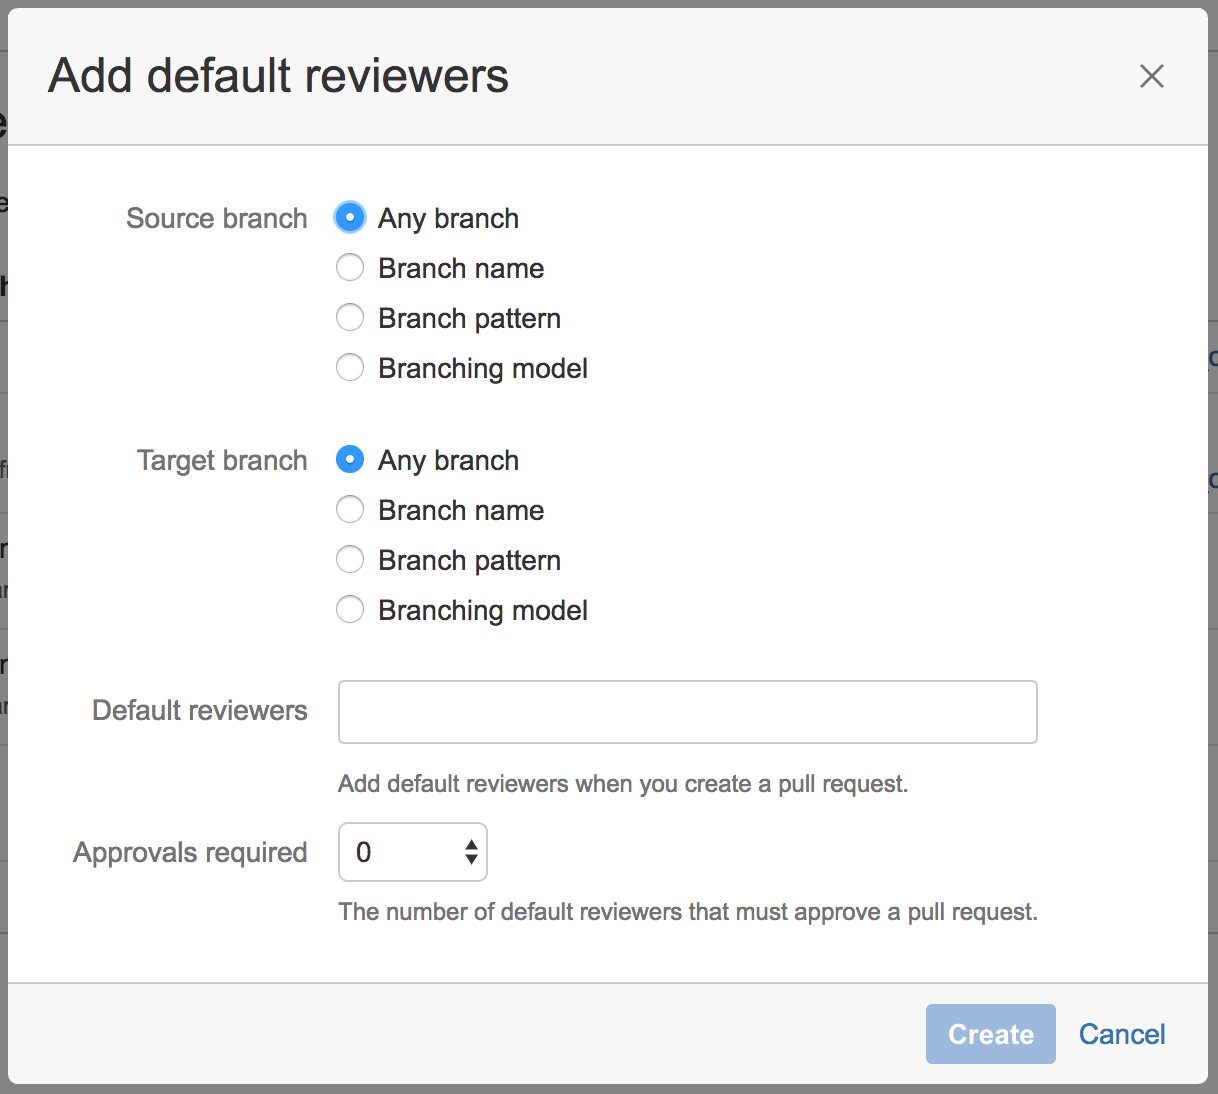 Add default reviewers
Source branch
Any branch
Branch name
Branch pattern
Branching model
Target branch
Any branch
Branch name
Branch pattern
Branching model
Default reviewers
Add default reviewers when you create a pull request.
Approvals required
0
The number of default reviewers that must approve a pull request.
Create
Cancel